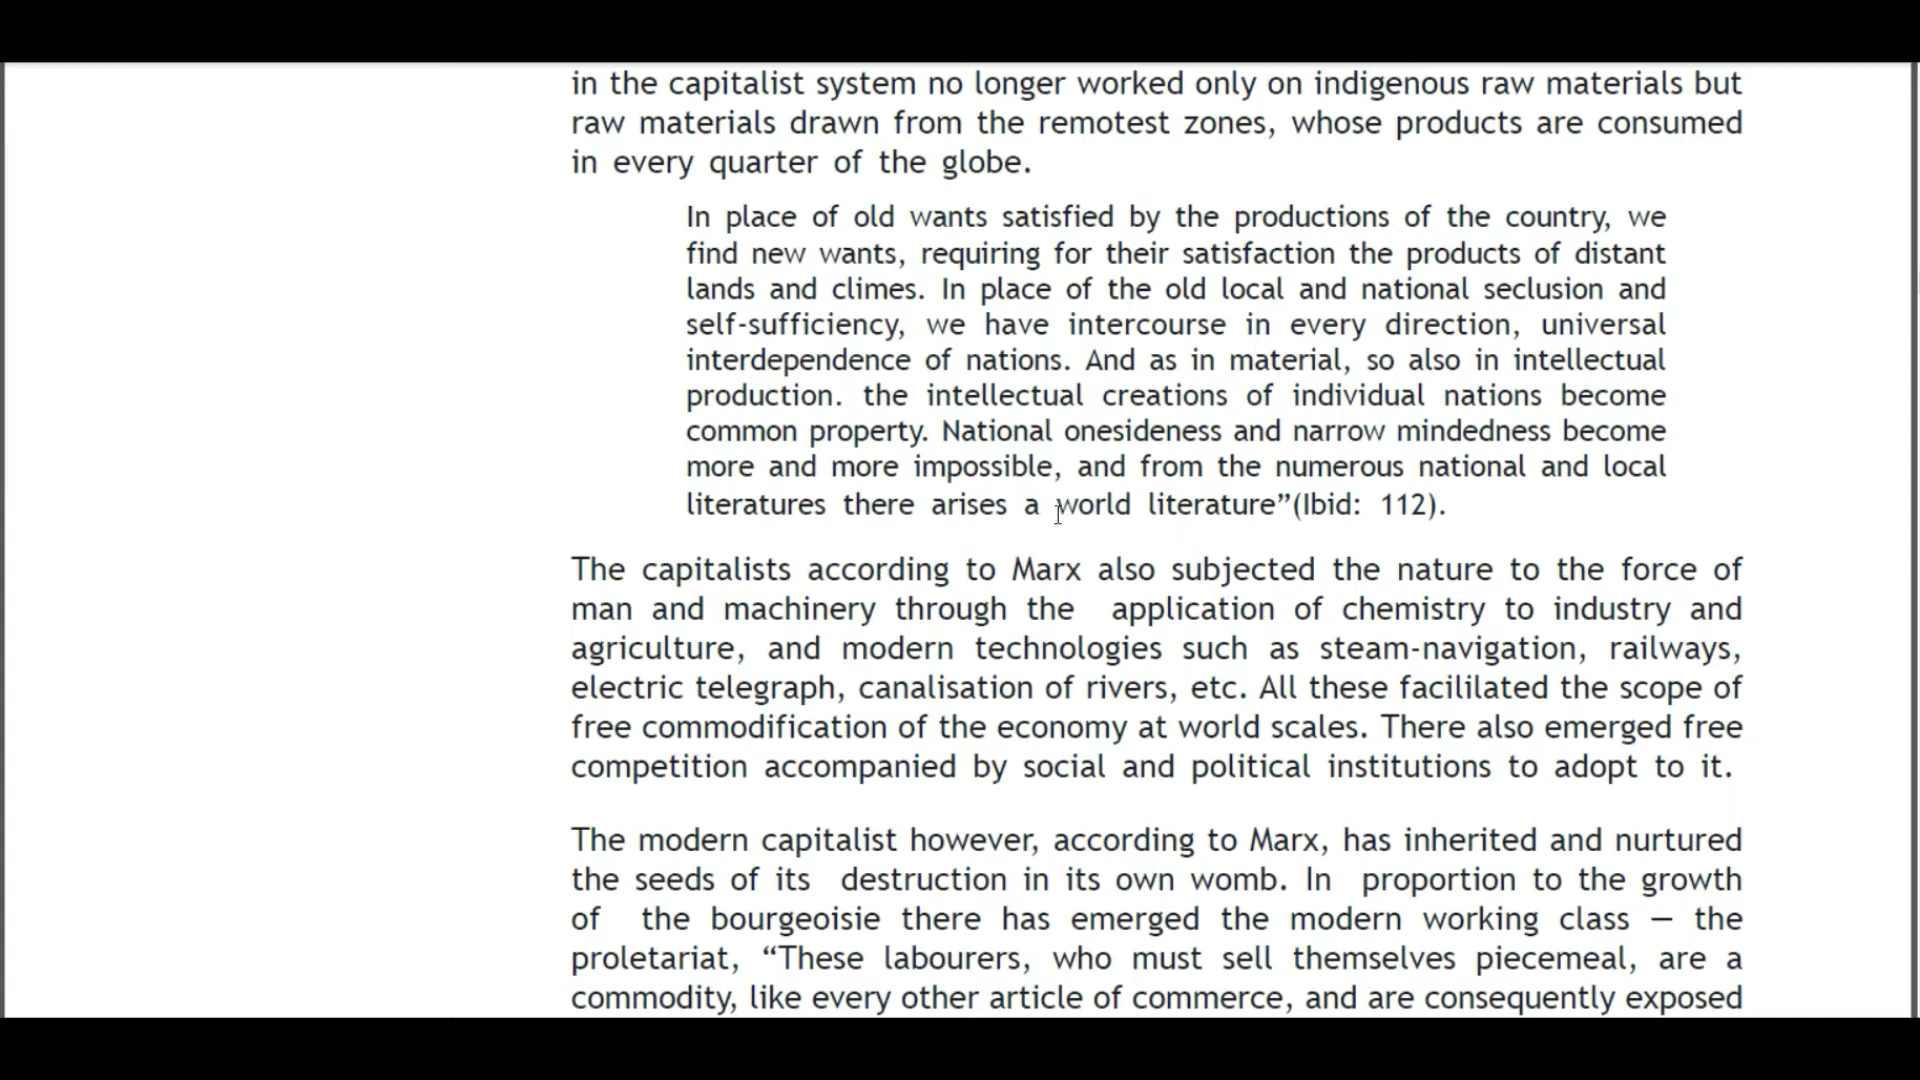 in the capitalist system no longer worked only on indigenous raw materials but
raw materials drawn from the remotest zones, whose products are consumed
in every quarter of the globe.
In place of old wants satisfied by the productions of the country, we
find new wants, requiring for their satisfaction the products of distant
lands and climes. In place of the old local and national seclusion and
self-sufficiency, we have intercourse in every direction, universal
interdependence of nations. And as in material, so also in intellectual
production. the intellectual creations of individual nations become
common property. National onesideness and narrow mindedness become
more and more impossible, and from the numerous national and local
literatures there arises a world literature”(Ibid: 112).
The capitalists according to Marx also subjected the nature to the force of
man and machinery through the application of chemistry to industry and
agriculture, and modern technologies such as steam-navigation, railways,
electric telegraph, canalisation of rivers, etc. All these facililated the scope of
free commodification of the economy at world scales. There also emerged free
competition accompanied by social and political institutions to adopt to it.
The modern capitalist however, according to Marx, has inherited and nurtured
the seeds of its destruction in its own womb. In proportion to the growth
of the bourgeoisie there has emerged the modern working class — the
proletariat, “These labourers, who must sell themselves piecemeal, are a
commodity, like every other article of commerce, and are consequently exposed